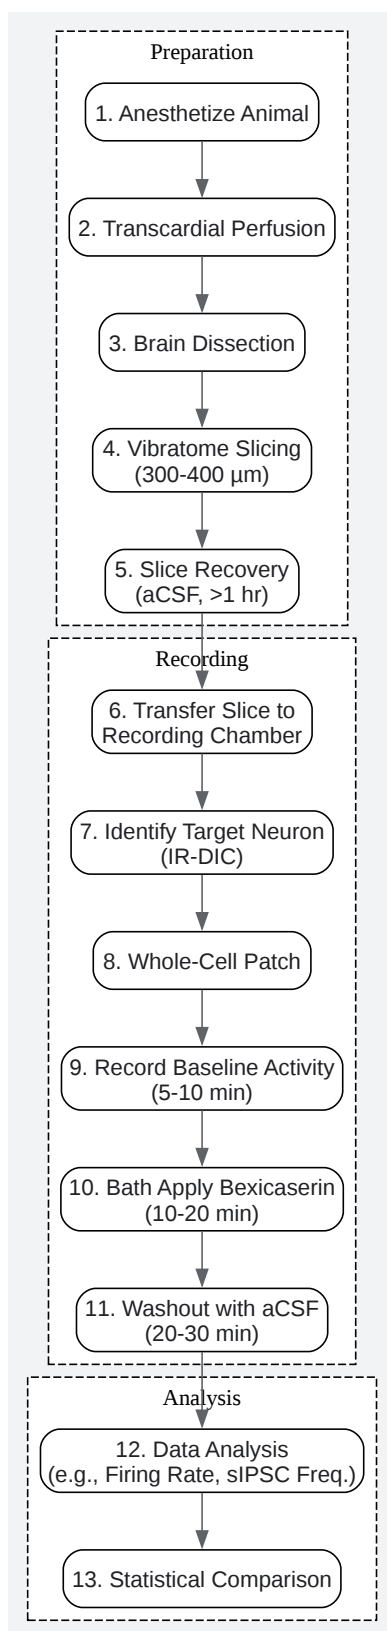 Preparation
1. Anesthetize Animal
2. Transcardial Perfusion
3. Brain Dissection
4. Vibratome Slicing
(300-400 µm)
5. Slice Recovery
(aCSF, >1 hr)
Recording
6. Transfer Slice to
Recording Chamber
7. Identify Target Neuron
(IR-DIC)
8. Whole-Cell Patch
9. Record Baseline Activity
(5-10 min)
10. Bath Apply Bexicaserin
(10-20 min)
11. Washout with aCSF
(20-30 min)
Analysis
12. Data Analysis
(e.g., Firing Rate, sIPSC Freq.)
13. Statistical Comparison